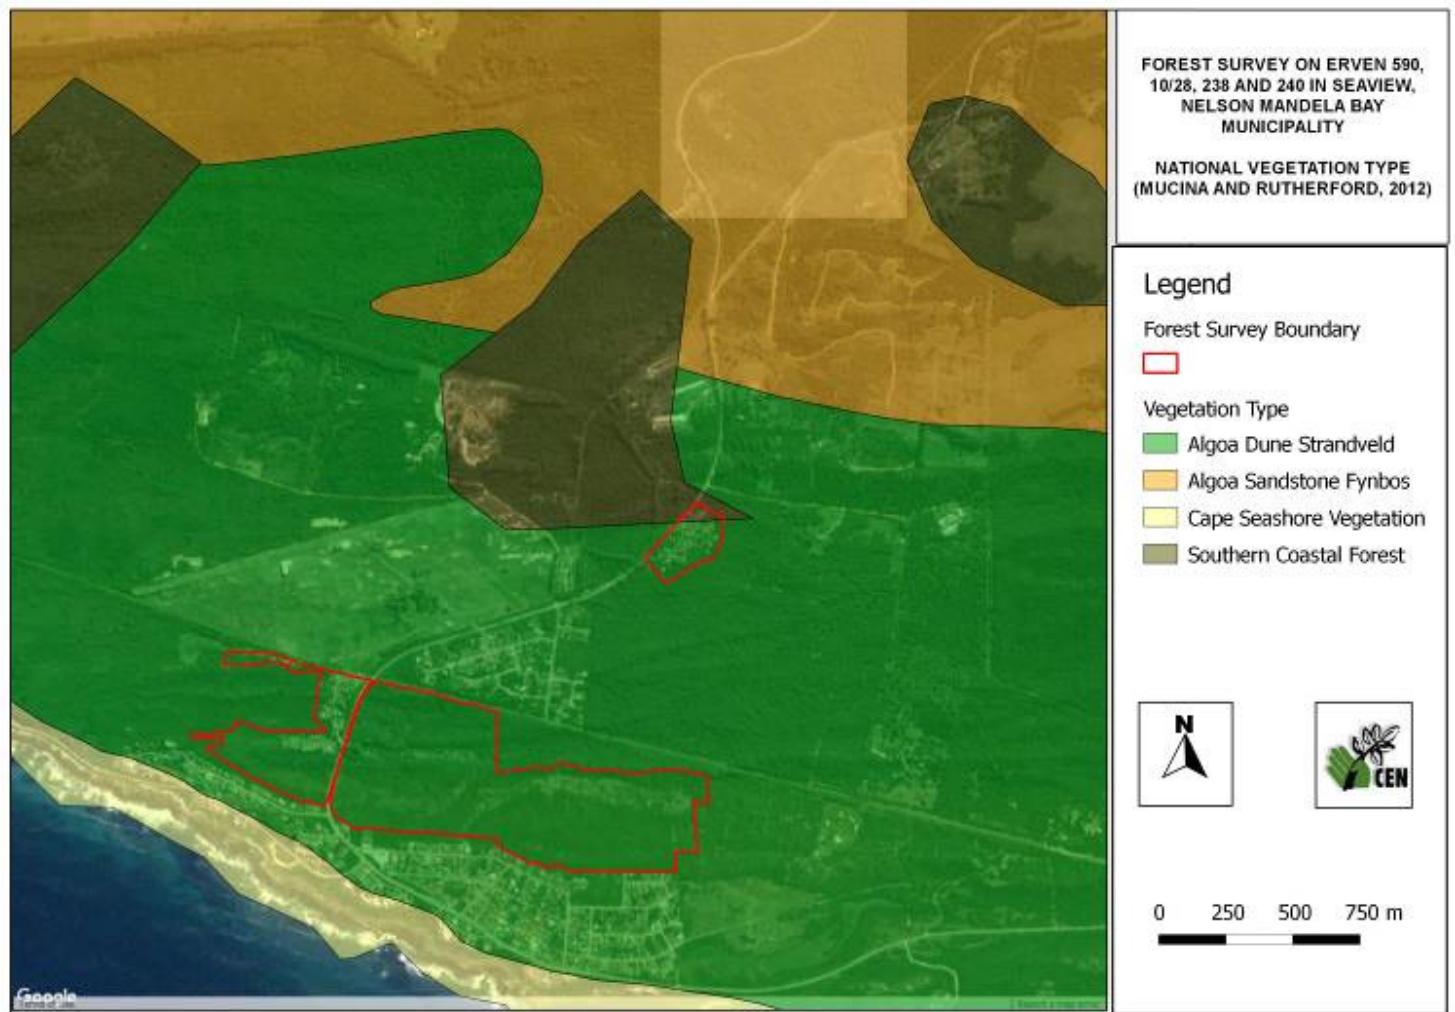 FOREST SURVEY ON ERVEN 590,
10/28, 238 AND 240 IN SEAVIEW,
NELSON MANDELA BAY
MUNICIPALITY
NATIONAL VEGETATION TYPE
(MUCINA AND RUTHERFORD, 2012)
Legend
Forest Survey Boundary
Vegetation Type
Algoa Dune Strandveld
Algoa Sandstone Fynbos
Cape Seashore Vegetation
Southern Coastal Forest
N
CEN
0 250 500 750 m
Google